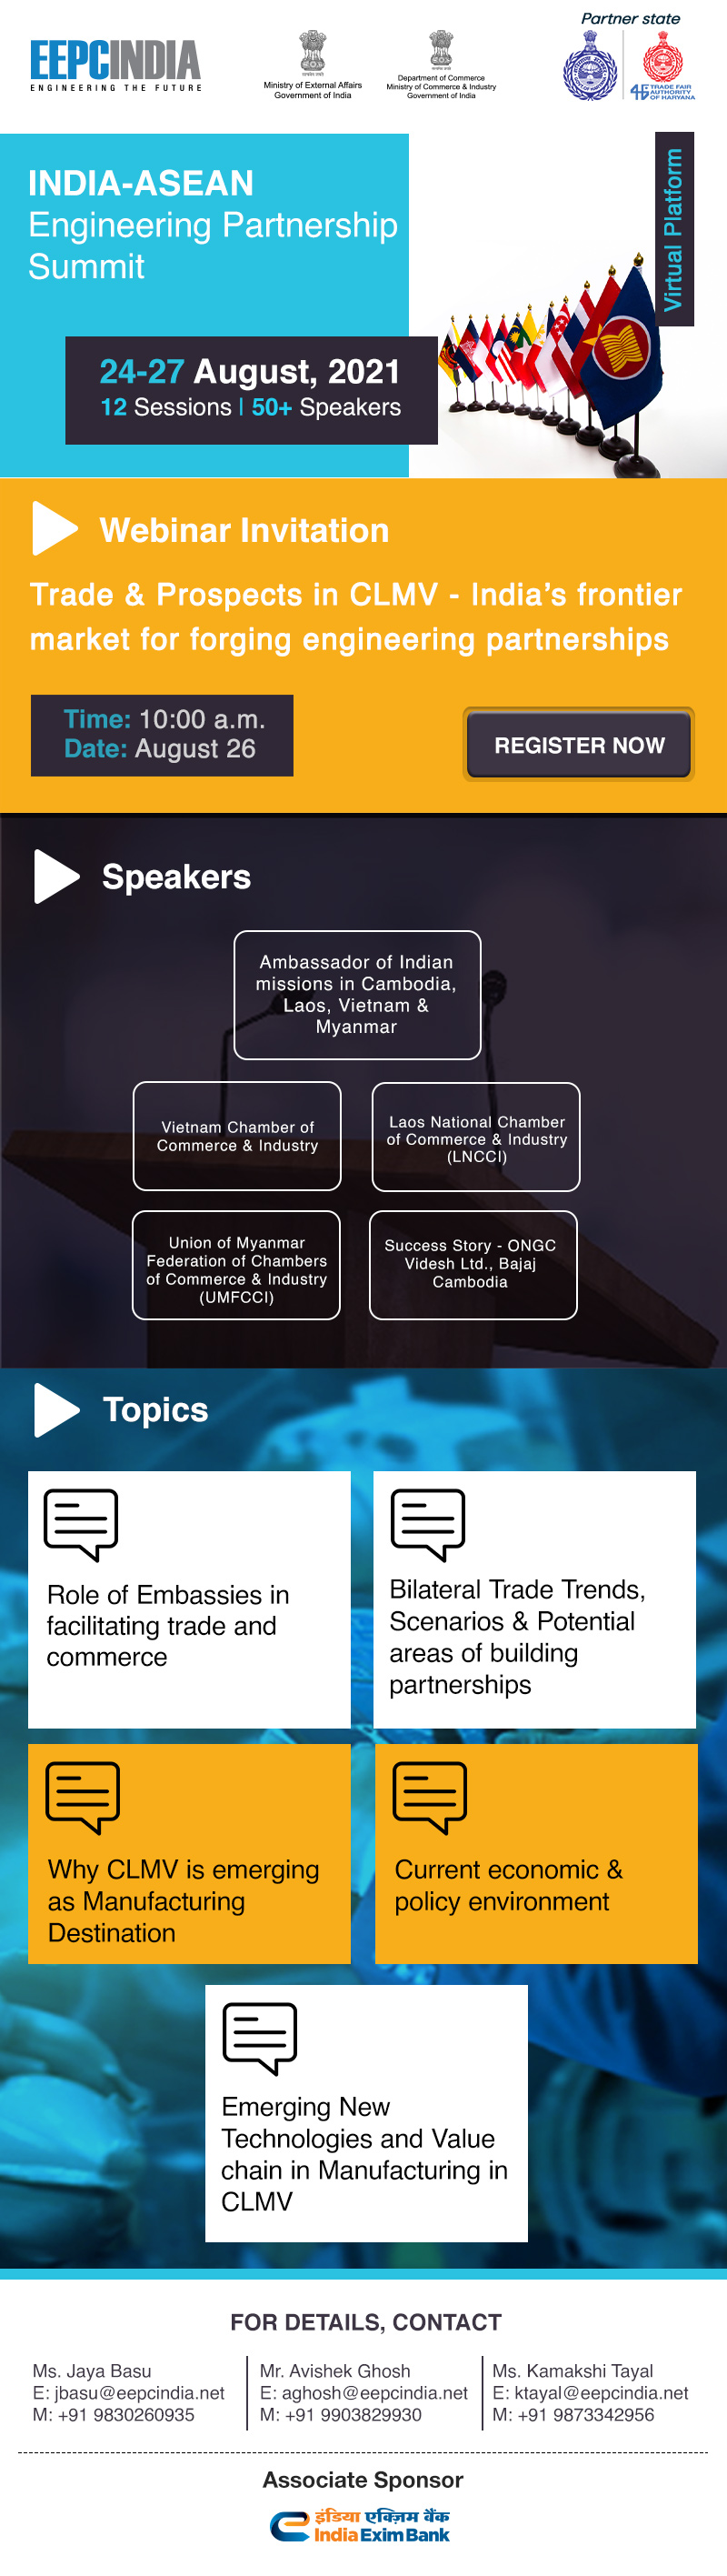 Partner state
EEPCINDIA
ENGINEERING THE FUTURE
Ministry of External Affairs
Government of India
Department of Commerce
Ministry of Commerce & Industry
Government of India
TRADE FAIR
AUTHORITY
OF HARYANA
Virtual Platform
INDIA-ASEAN
Engineering Partnership
Summit
24-27 August, 2021
12 Sessions | 50+ Speakers
Webinar Invitation
Trade & Prospects in CLMV - India's frontier
market for forging engineering partnerships
Time: 10:00 a.m.
Date: August 26
REGISTER NOW
Speakers
Ambassador of Indian
missions in Cambodia,
Laos, Vietnam &
Myanmar
Vietnam Chamber of
Commerce & Industry
Laos National Chamber
of Commerce & Industry
(LNCCI)
Union of Myanmar
Federation of Chambers
of Commerce & Industry
(UMFCCI)
Success Story - ONGC
Videsh Ltd., Bajaj
Cambodia
Topics
Role of Embassies in
facilitating trade and
commerce
Bilateral Trade Trends,
Scenarios & Potential
areas of building
partnerships
Why CLMV is emerging
as Manufacturing
Destination
Current economic &
policy environment
Emerging New
Technologies and Value
chain in Manufacturing in
CLMV
FOR DETAILS, CONTACT
Ms. Jaya Basu
E: jbasu@eepcindia.net
M: +91 9830260935
Mr. Avishek Ghosh
E: aghosh@eepcindia.net
M: +91 9903829930
Ms. Kamakshi Tayal
E: ktayal@eepcindia.net
M: +91 9873342956
Associate Sponsor
इंडिया एक्ज़िम बैंक
India Exim Bank